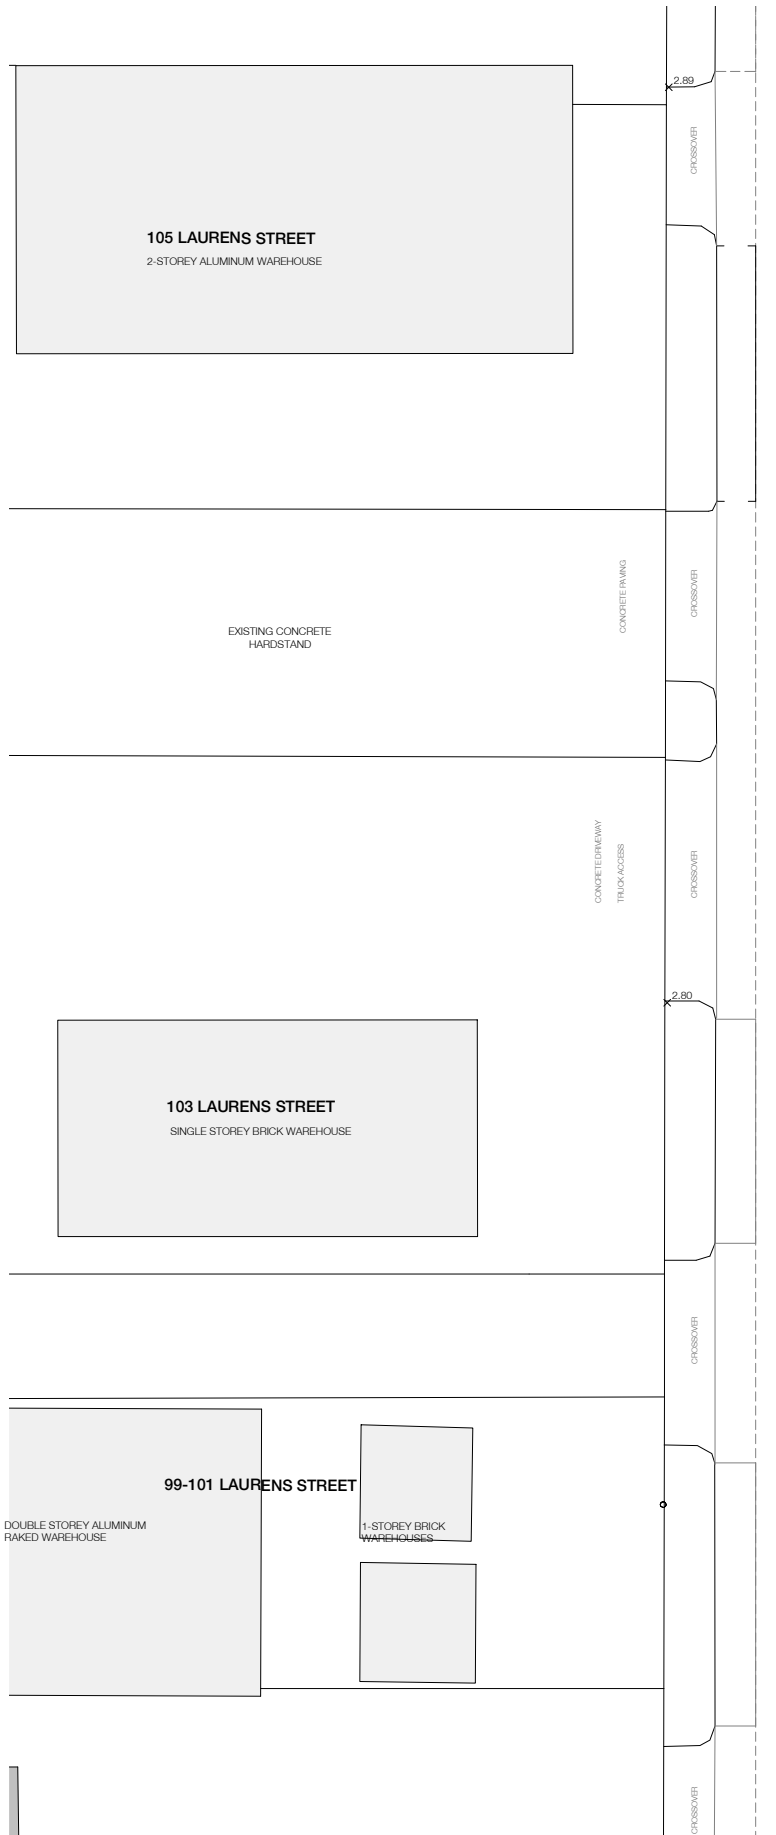 2.89
CROSSOVER
105 LAURENS STREET
2-STOREY ALUMINUM WAREHOUSE
CONCRETE PAVING
CROSSOVER
EXISTING CONCRETE
HARDSTAND
CONCRETE DRIVEWAY
TRUCK ACCESS
CROSSOVER
2.80
103 LAURENS STREET
SINGLE STOREY BRICK WAREHOUSE
CROSSOVER
99-101 LAURENS STREET
DOUBLE STOREY ALUMINUM
RAKED WAREHOUSE
1-STOREY BRICK
WAREHOUSES
CROSSOVER